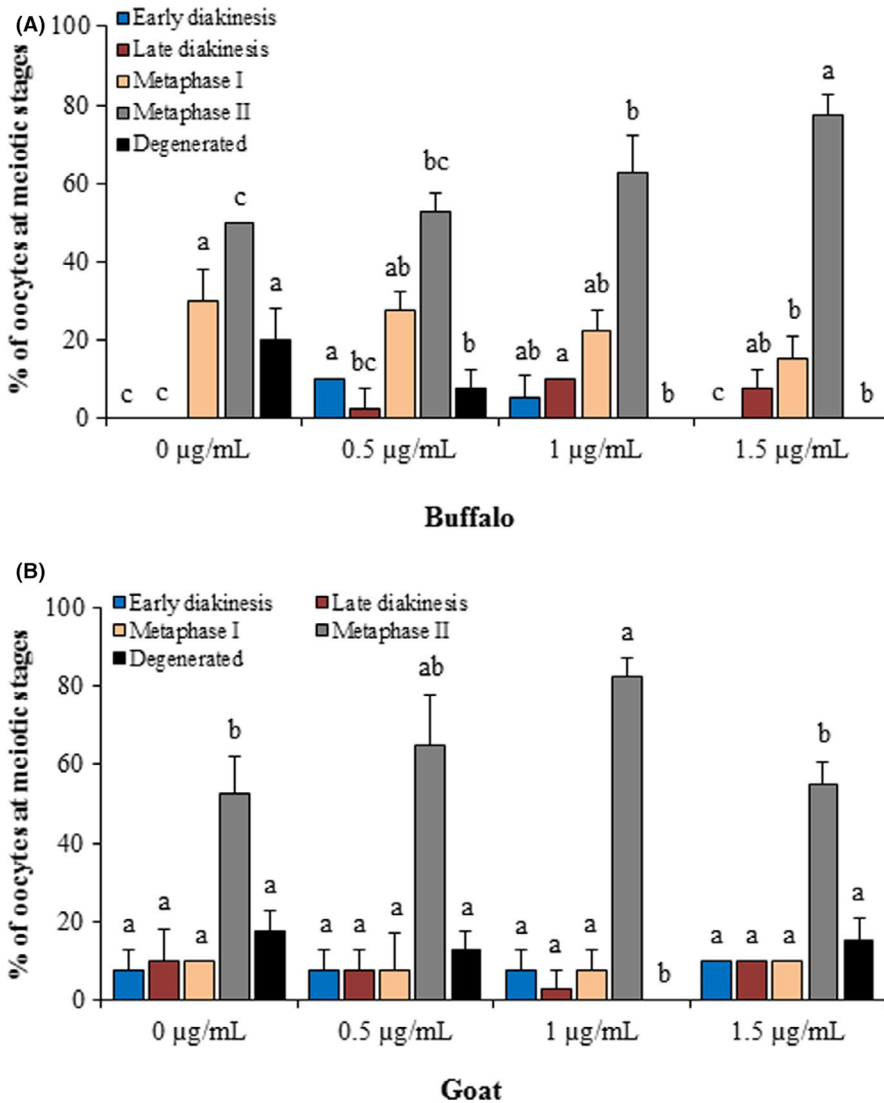 (A)
Early diakinesis
Late diakinesis
Metaphase I
Metaphase II
Degenerated
% of oocytes at meiotic stages
100
80
60
40
20
0
c c a c a
a bc ab bc b
ab a ab b b
c ab b a b
0 µg/mL 0.5 µg/mL 1 µg/mL 1.5 µg/mL
Buffalo
(B)
Early diakinesis Late diakinesis
Metaphase I Metaphase II
Degenerated
% of oocytes at meiotic stages
100
80
60
40
20
0
a a a b a
a a a ab a
a a a a b
a a a b a
0 µg/mL 0.5 µg/mL 1 µg/mL 1.5 µg/mL
Goat